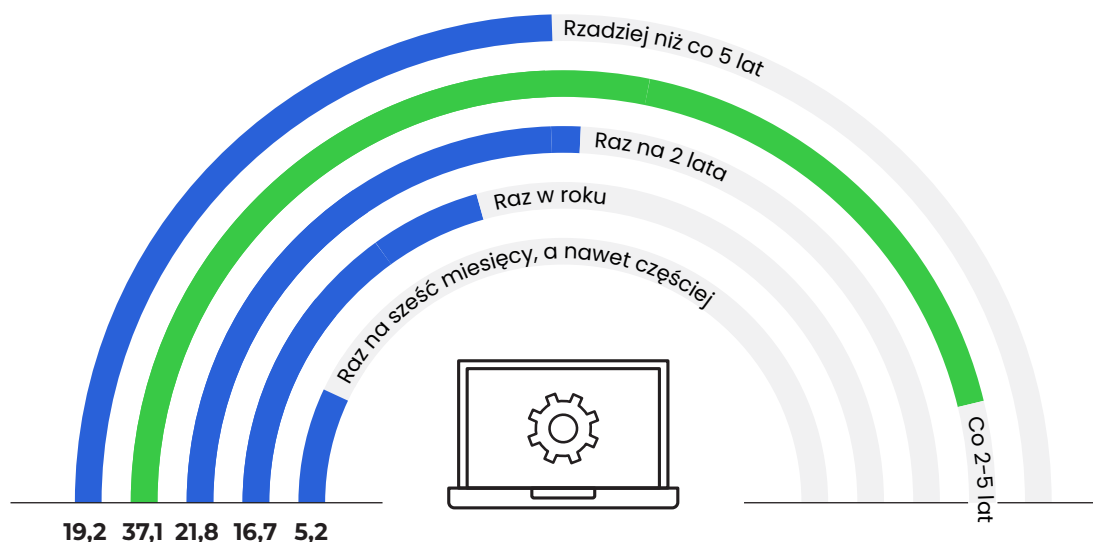 Rzadziej niż co 5 lat
Raz na 2 lata
Raz w roku
Raz na sześć miesięcy, a nawet częściej
Co 2-5 lat
19,2 37,1 21,8 16,7 5,2